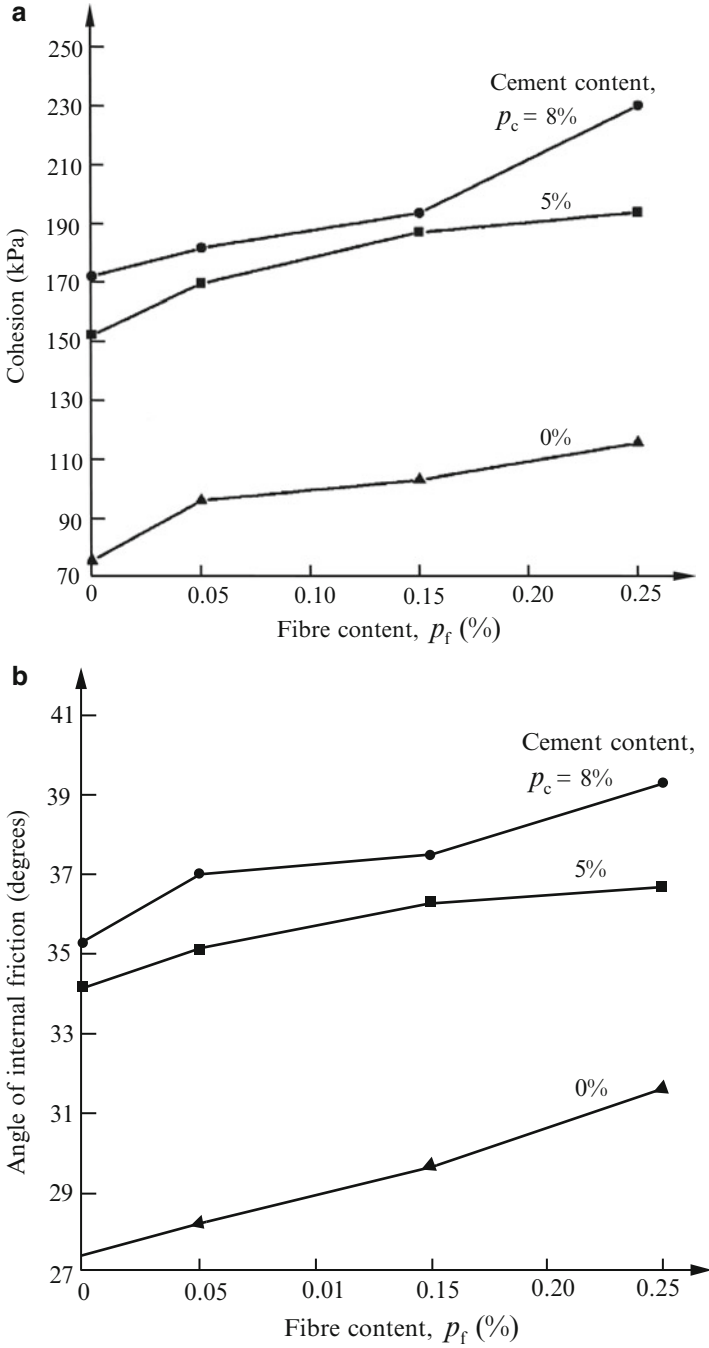 a
250
230
210
190
170
150
130
110
90
70
Cohesion (kPa)
Cement content,
pc = 8%
5%
0%
0 0.05 0.10 0.15 0.20 0.25
Fibre content, pf (%)
b
41
39
37
35
33
31
29
27
Angle of internal friction (degrees)
Cement content,
pc = 8%
5%
0%
0 0.05 0.01 0.15 0.20 0.25
Fibre content, pf (%)